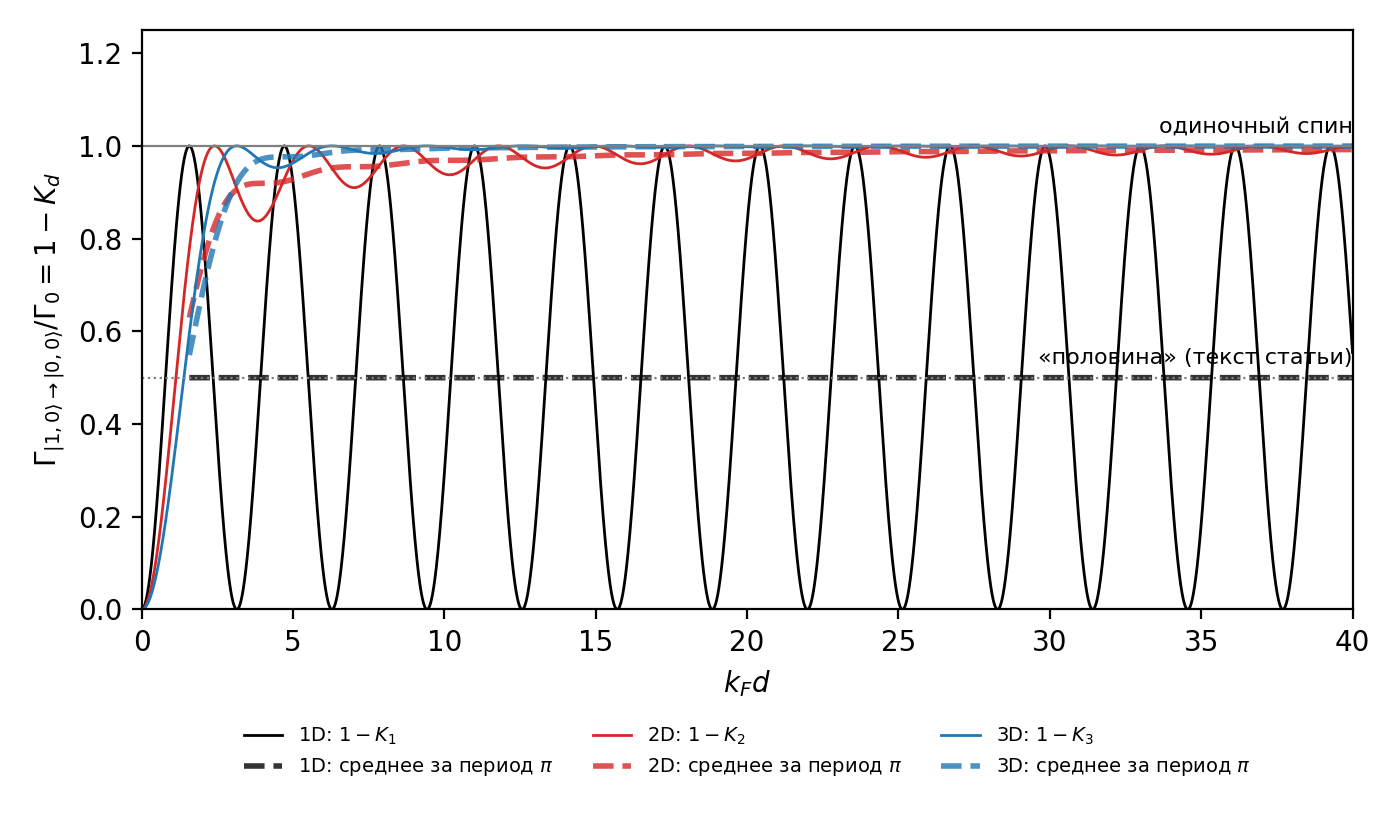 1.2
1.0
0.8
0.6
0.4
0.2
0.0
Γ|1,0⟩→|0,0⟩/Γ0 = 1 − Kd
одиночный спин
«половина» (текст статьи)
0 5 10 15 20 25 30 35 40
kFd
1D: 1 − K1 2D: 1 − K2 3D: 1 − K3
1D: среднее за период π 2D: среднее за период π 3D: среднее за период π